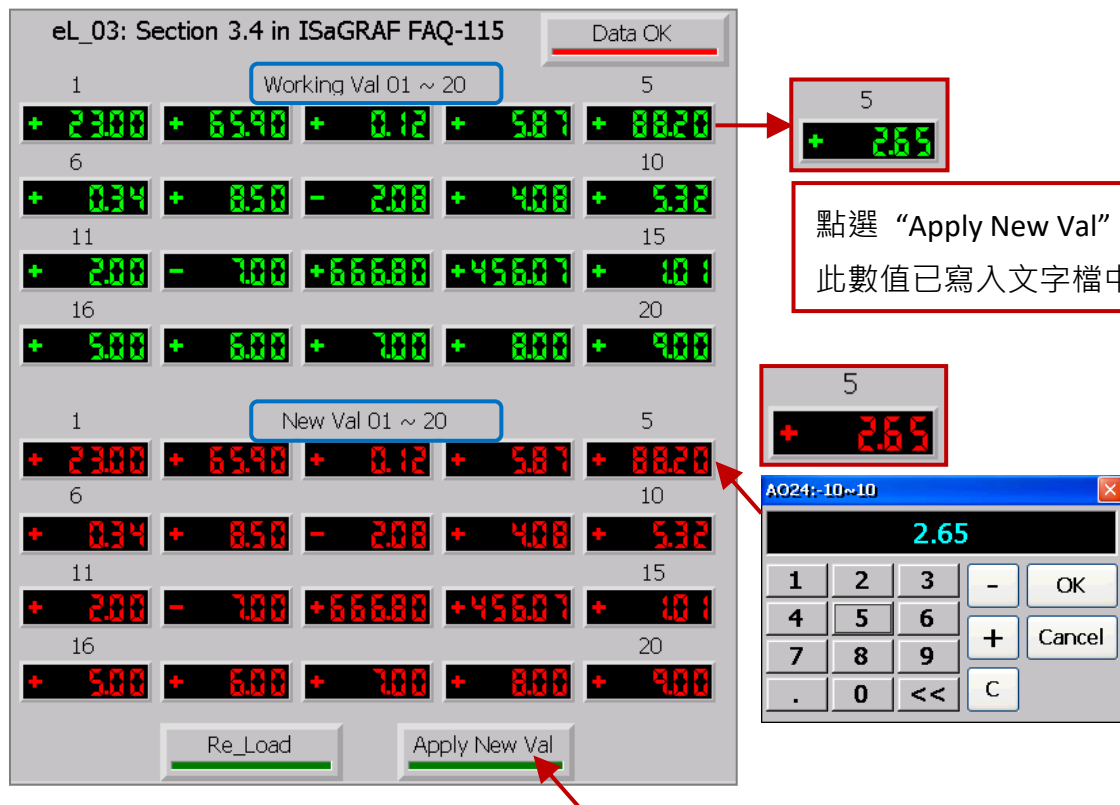 eL_03: Section 3.4 in ISaGRAF FAQ-115
Data OK
1 Working Val 01 ~ 20 5
+ 23.00 + 65.90 + 0.12 + 5.87 + 88.20
6 10
+ 0.34 + 8.50 - 2.08 + 4.08 + 5.32
11 15
+ 2.00 - 7.00 +666.80 +456.07 + 1.01
16 20
+ 5.00 + 6.00 + 7.00 + 8.00 + 9.00
1 New Val 01 ~ 20 5
+ 23.00 + 65.90 + 0.12 + 5.87 + 88.20
6 10
+ 0.34 + 8.50 - 2.08 + 4.08 + 5.32
11 15
+ 2.00 - 7.00 +666.80 +456.07 + 1.01
16 20
+ 5.00 + 6.00 + 7.00 + 8.00 + 9.00
Re_Load Apply New Val
5
+ 2.65
點選 “Apply New Val”
此數值已寫入文字檔中
5
+ 2.65
AO24:-10~10
2.65
1 2 3 - OK
4 5 6 + Cancel
7 8 9
. 0 << C